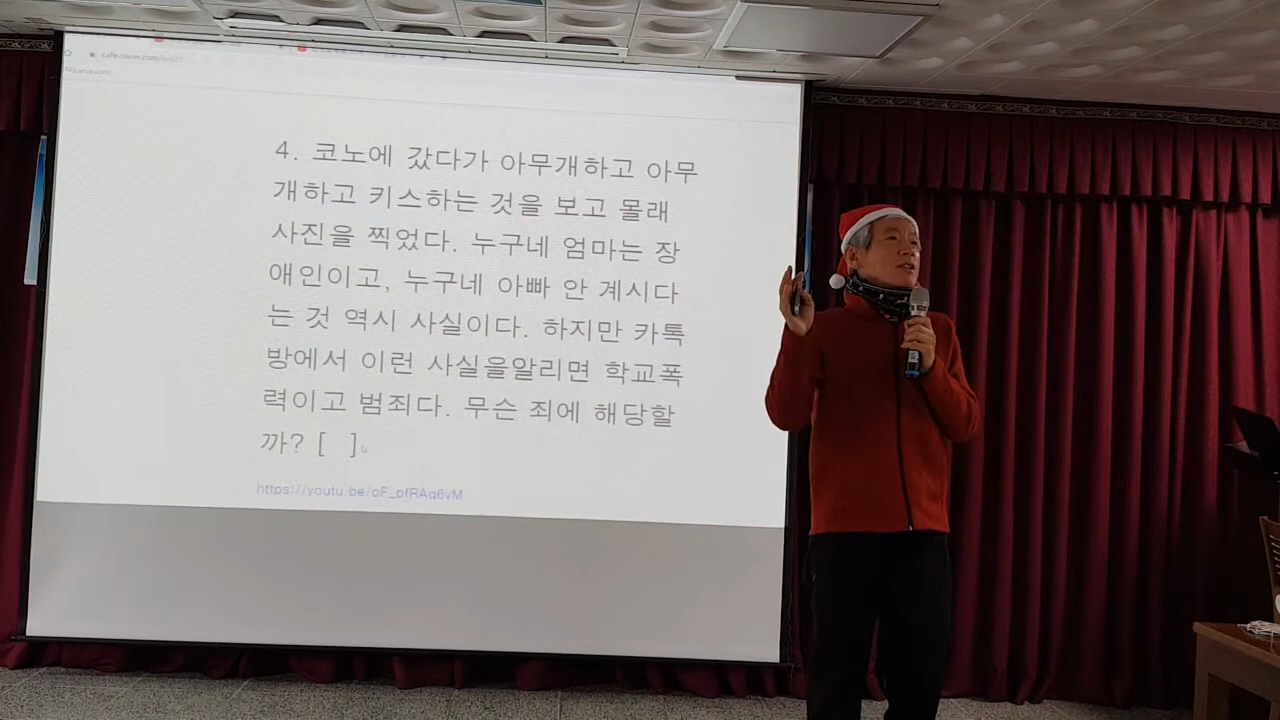 4. 코노에 갔다가 아무개하고 아무
개하고 키스하는 것을 보고 몰래
사진을 찍었다. 누구네 엄마는 장
애인이고, 누구네 아빠 안 계시다
는 것 역시 사실이다. 하지만 카톡
방에서 이런 사실을알리면 학교폭
력이고 범죄다. 무슨 죄에 해당할
까? [ ]
https://youtu.be/oF_pfRAq6vM